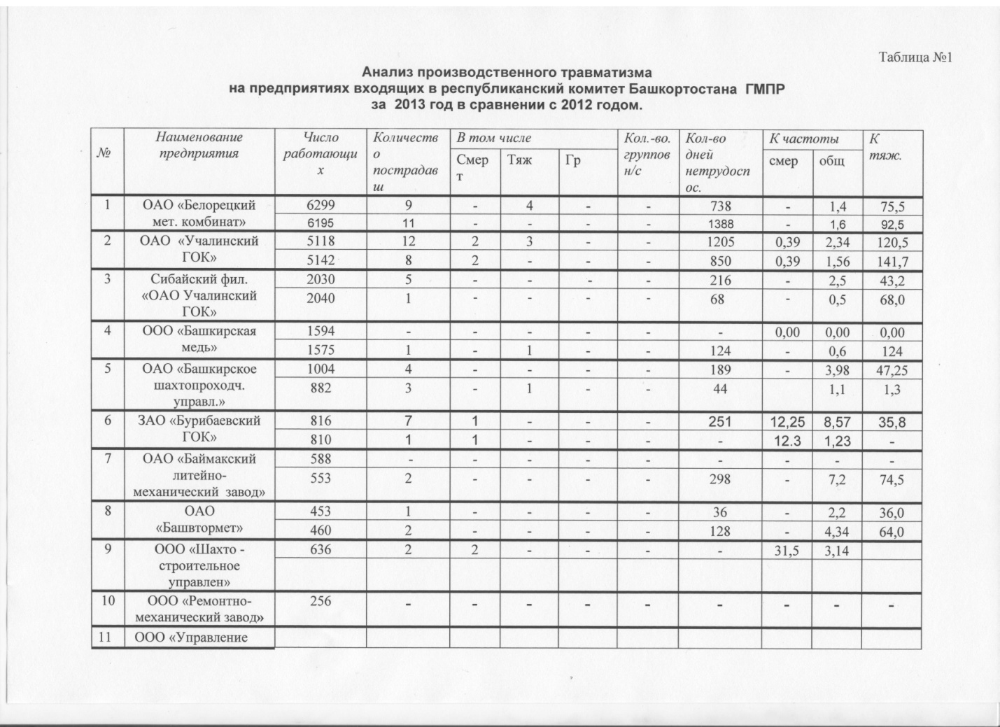 Таблица №1
Анализ производственного травматизма
на предприятиях входящих в республиканский комитет Башкортостана ГМПР
за 2013 год в сравнении с 2012 годом.
№ Наименование предприятия Число работающи х Количеств о пострадав ш В том числе Кол.-во. группов н/с Кол-во дней нетрудосп ос. К частоты К тяж.
Смер т Тяж Гр смер общ
1 ОАО «Белорецкий 6299 9 - 4 - - 738 - 1,4 75,5
мет. комбинат» 6195 11 - - - - 1388 - 1,6 92,5
2 ОАО «Учалинский 5118 12 2 3 - - 1205 0,39 2,34 120,5
ГОК» 5142 8 2 - - - 850 0,39 1,56 141,7
3 Сибайский фил. 2030 5 - - - - 216 - 2,5 43,2
«ОАО Учалинский 2040 1 - - - - 68 - 0,5 68,0
ГОК»
4 ООО «Башкирская 1594 - - - - - - 0,00 0,00 0,00
медь» 1575 1 - 1 - - 124 - 0,6 124
5 ОАО «Башкирское 1004 4 - - - - 189 - 3,98 47,25
шахтопроходч. 882 3 - 1 - - 44 1,1 1,3
управл.»
6 ЗАО «Бурибаевский 816 7 1 - - - 251 12,25 8,57 35,8
ГОК» 810 1 1 - - - - 12.3 1,23 -
7 ОАО «Баймакский 588 - - - - - - - - -
литейно- 553 2 - - - - 298 - 7,2 74,5
механический завод»
8 ОАО 453 1 - - - - 36 - 2,2 36,0
«Башвтормет» 460 2 - - - - 128 - 4,34 64,0
9 ООО «Шахто - 636 2 2 - - - - 31,5 3,14
строительное
управлен»
10 ООО «Ремонтно- 256 - - - - - - - - -
механический завод»
11 ООО «Управление